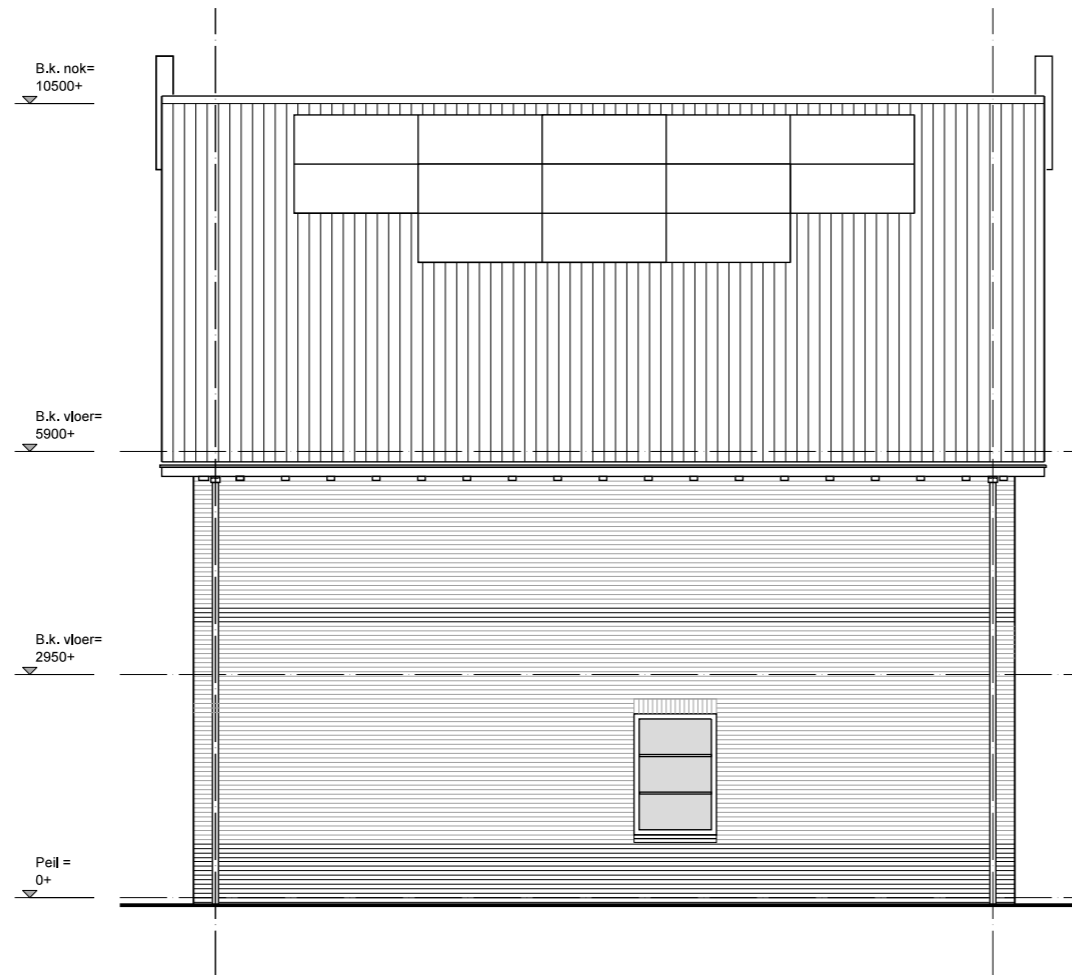 B.k. nok=
10500+
B.k. vloer=
5900+
B.k. vloer=
2950+
Peil =
0+